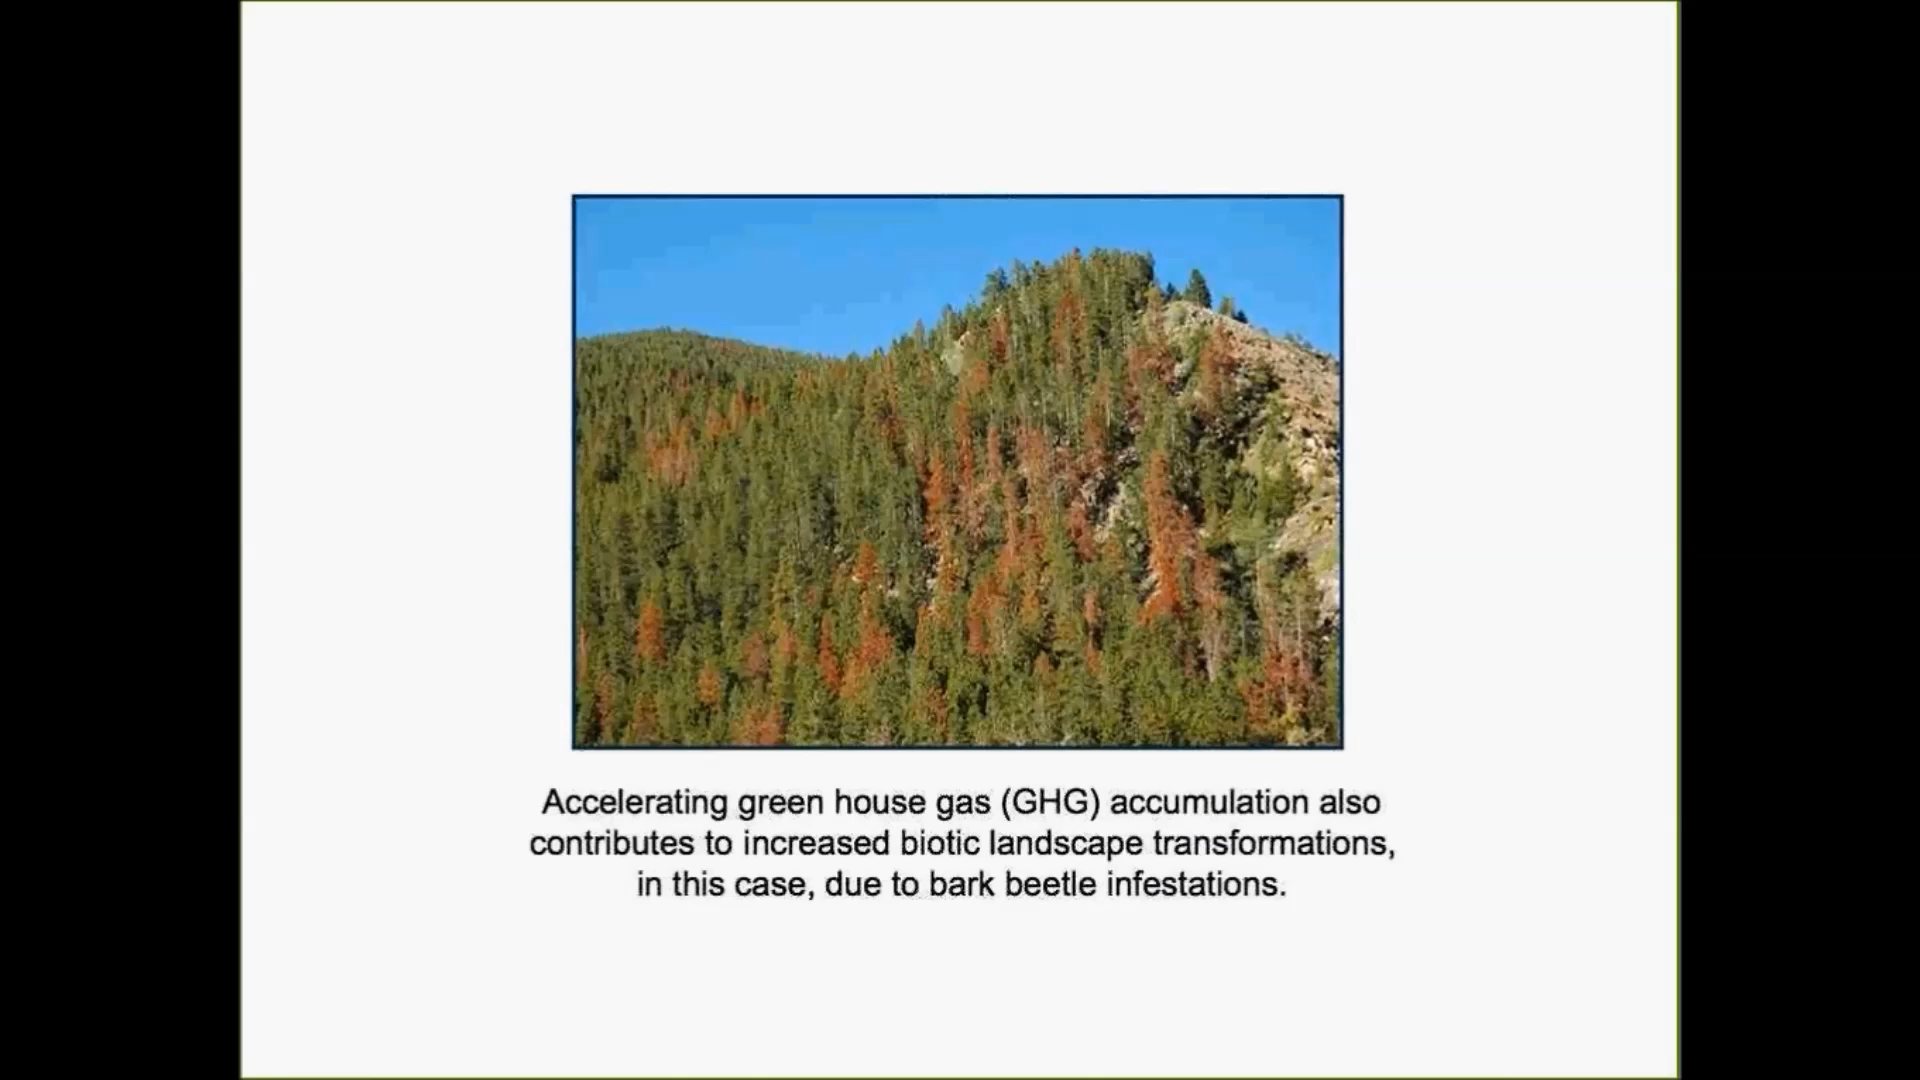 Accelerating green house gas (GHG) accumulation also
contributes to increased biotic landscape transformations,
in this case, due to bark beetle infestations.